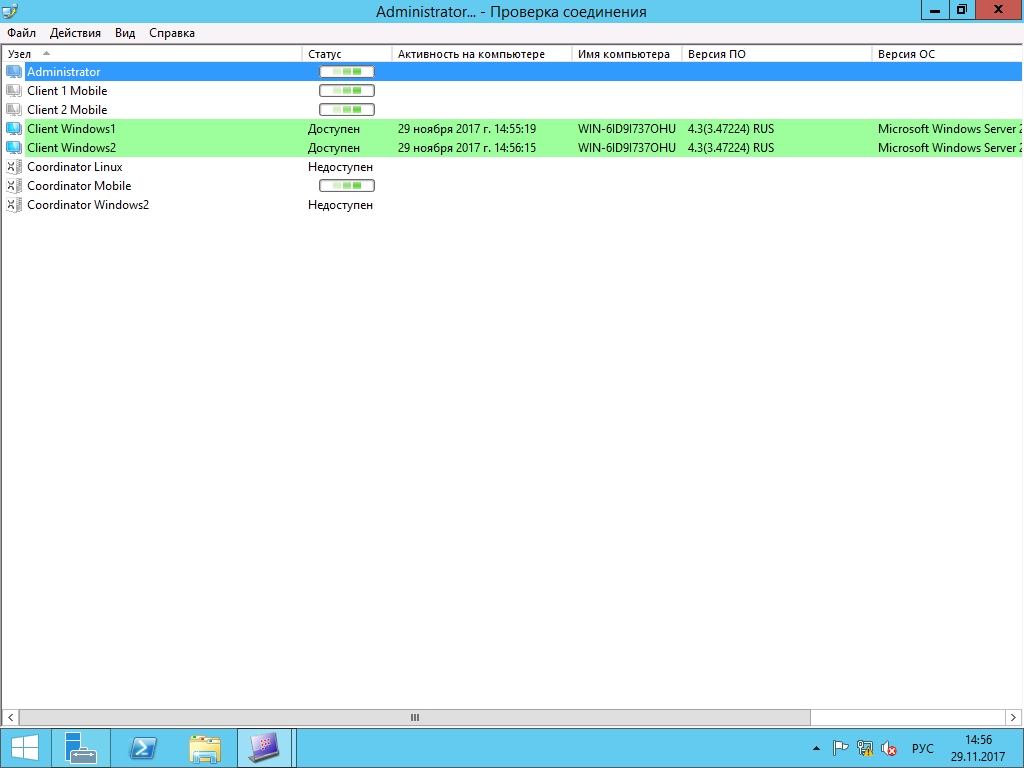 Administrator... - Проверка соединения
Файл Действия Вид Справка
Узел Статус Активность на компьютере Имя компьютера Версия ПО Версия ОС
Administrator
Client 1 Mobile
Client 2 Mobile
Client Windows1 Доступен 29 ноября 2017 г. 14:55:19 WIN-6ID9I737OHU 4.3(3.47224) RUS Microsoft Windows Server 2
Client Windows2 Доступен 29 ноября 2017 г. 14:56:15 WIN-6ID9I737OHU 4.3(3.47224) RUS Microsoft Windows Server 2
Coordinator Linux Недоступен
Coordinator Mobile
Coordinator Windows2 Недоступен
РУС 14:56
29.11.2017